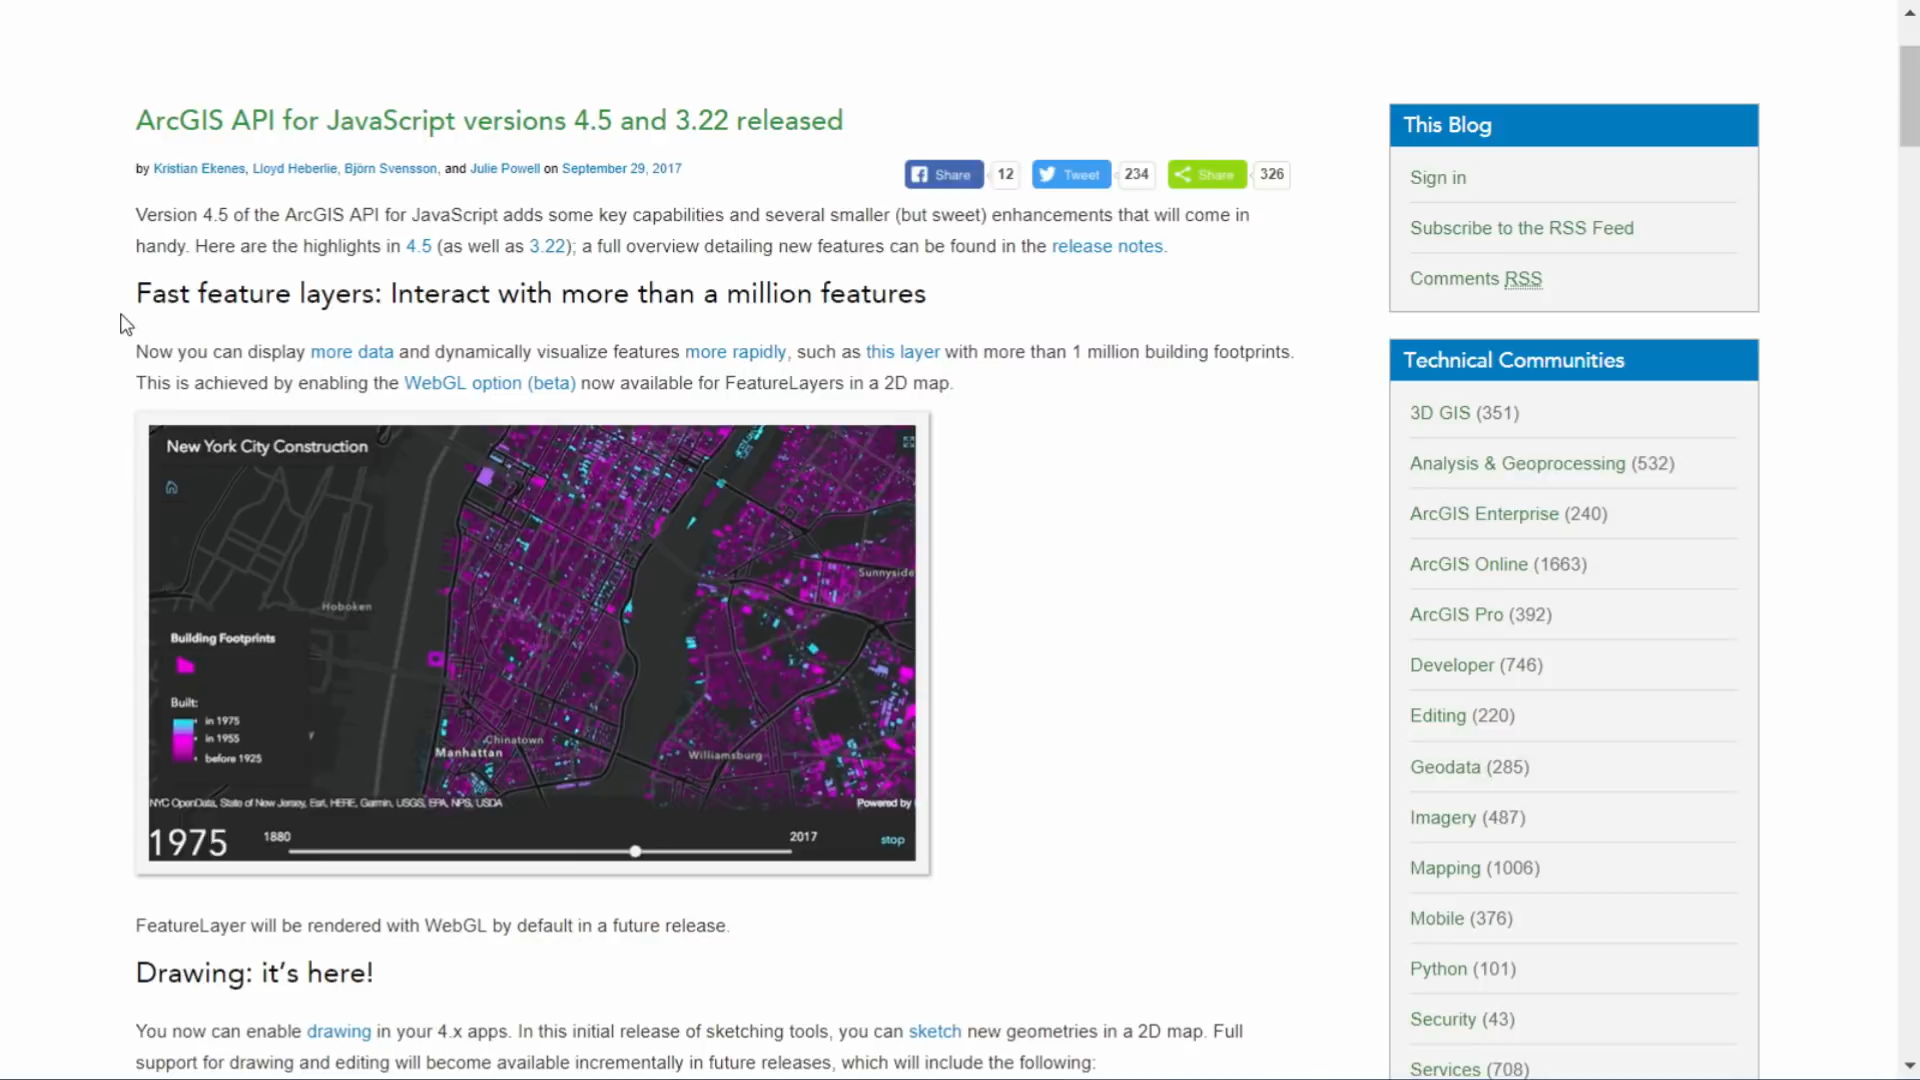 ArcGIS API for JavaScript versions 4.5 and 3.22 released
by Kristian Ekenes, Lloyd Heberlie, Björn Svensson, and Julie Powell on September 29, 2017
Share 12 Tweet 234 Share 326
Version 4.5 of the ArcGIS API for JavaScript adds some key capabilities and several smaller (but sweet) enhancements that will come in
handy. Here are the highlights in 4.5 (as well as 3.22); a full overview detailing new features can be found in the release notes.
Fast feature layers: Interact with more than a million features
Now you can display more data and dynamically visualize features more rapidly, such as this layer with more than 1 million building footprints.
This is achieved by enabling the WebGL option (beta) now available for FeatureLayers in a 2D map.
New York City Construction
Sunnyside
Hoboken
Building Footprints
Built:
in 1975
in 1955
before 1925
Chinatown
Manhattan
Williamsburg
NYC OpenData, State of New Jersey, Esri, HERE, Garmin, USGS, EPA, NPS, USDA
Powered by
1975
1880
2017
stop
FeatureLayer will be rendered with WebGL by default in a future release.
Drawing: it's here!
You now can enable drawing in your 4.x apps. In this initial release of sketching tools, you can sketch new geometries in a 2D map. Full
support for drawing and editing will become available incrementally in future releases, which will include the following:
This Blog
Sign in
Subscribe to the RSS Feed
Comments RSS
Technical Communities
3D GIS (351)
Analysis & Geoprocessing (532)
ArcGIS Enterprise (240)
ArcGIS Online (1663)
ArcGIS Pro (392)
Developer (746)
Editing (220)
Geodata (285)
Imagery (487)
Mapping (1006)
Mobile (376)
Python (101)
Security (43)
Services (708)